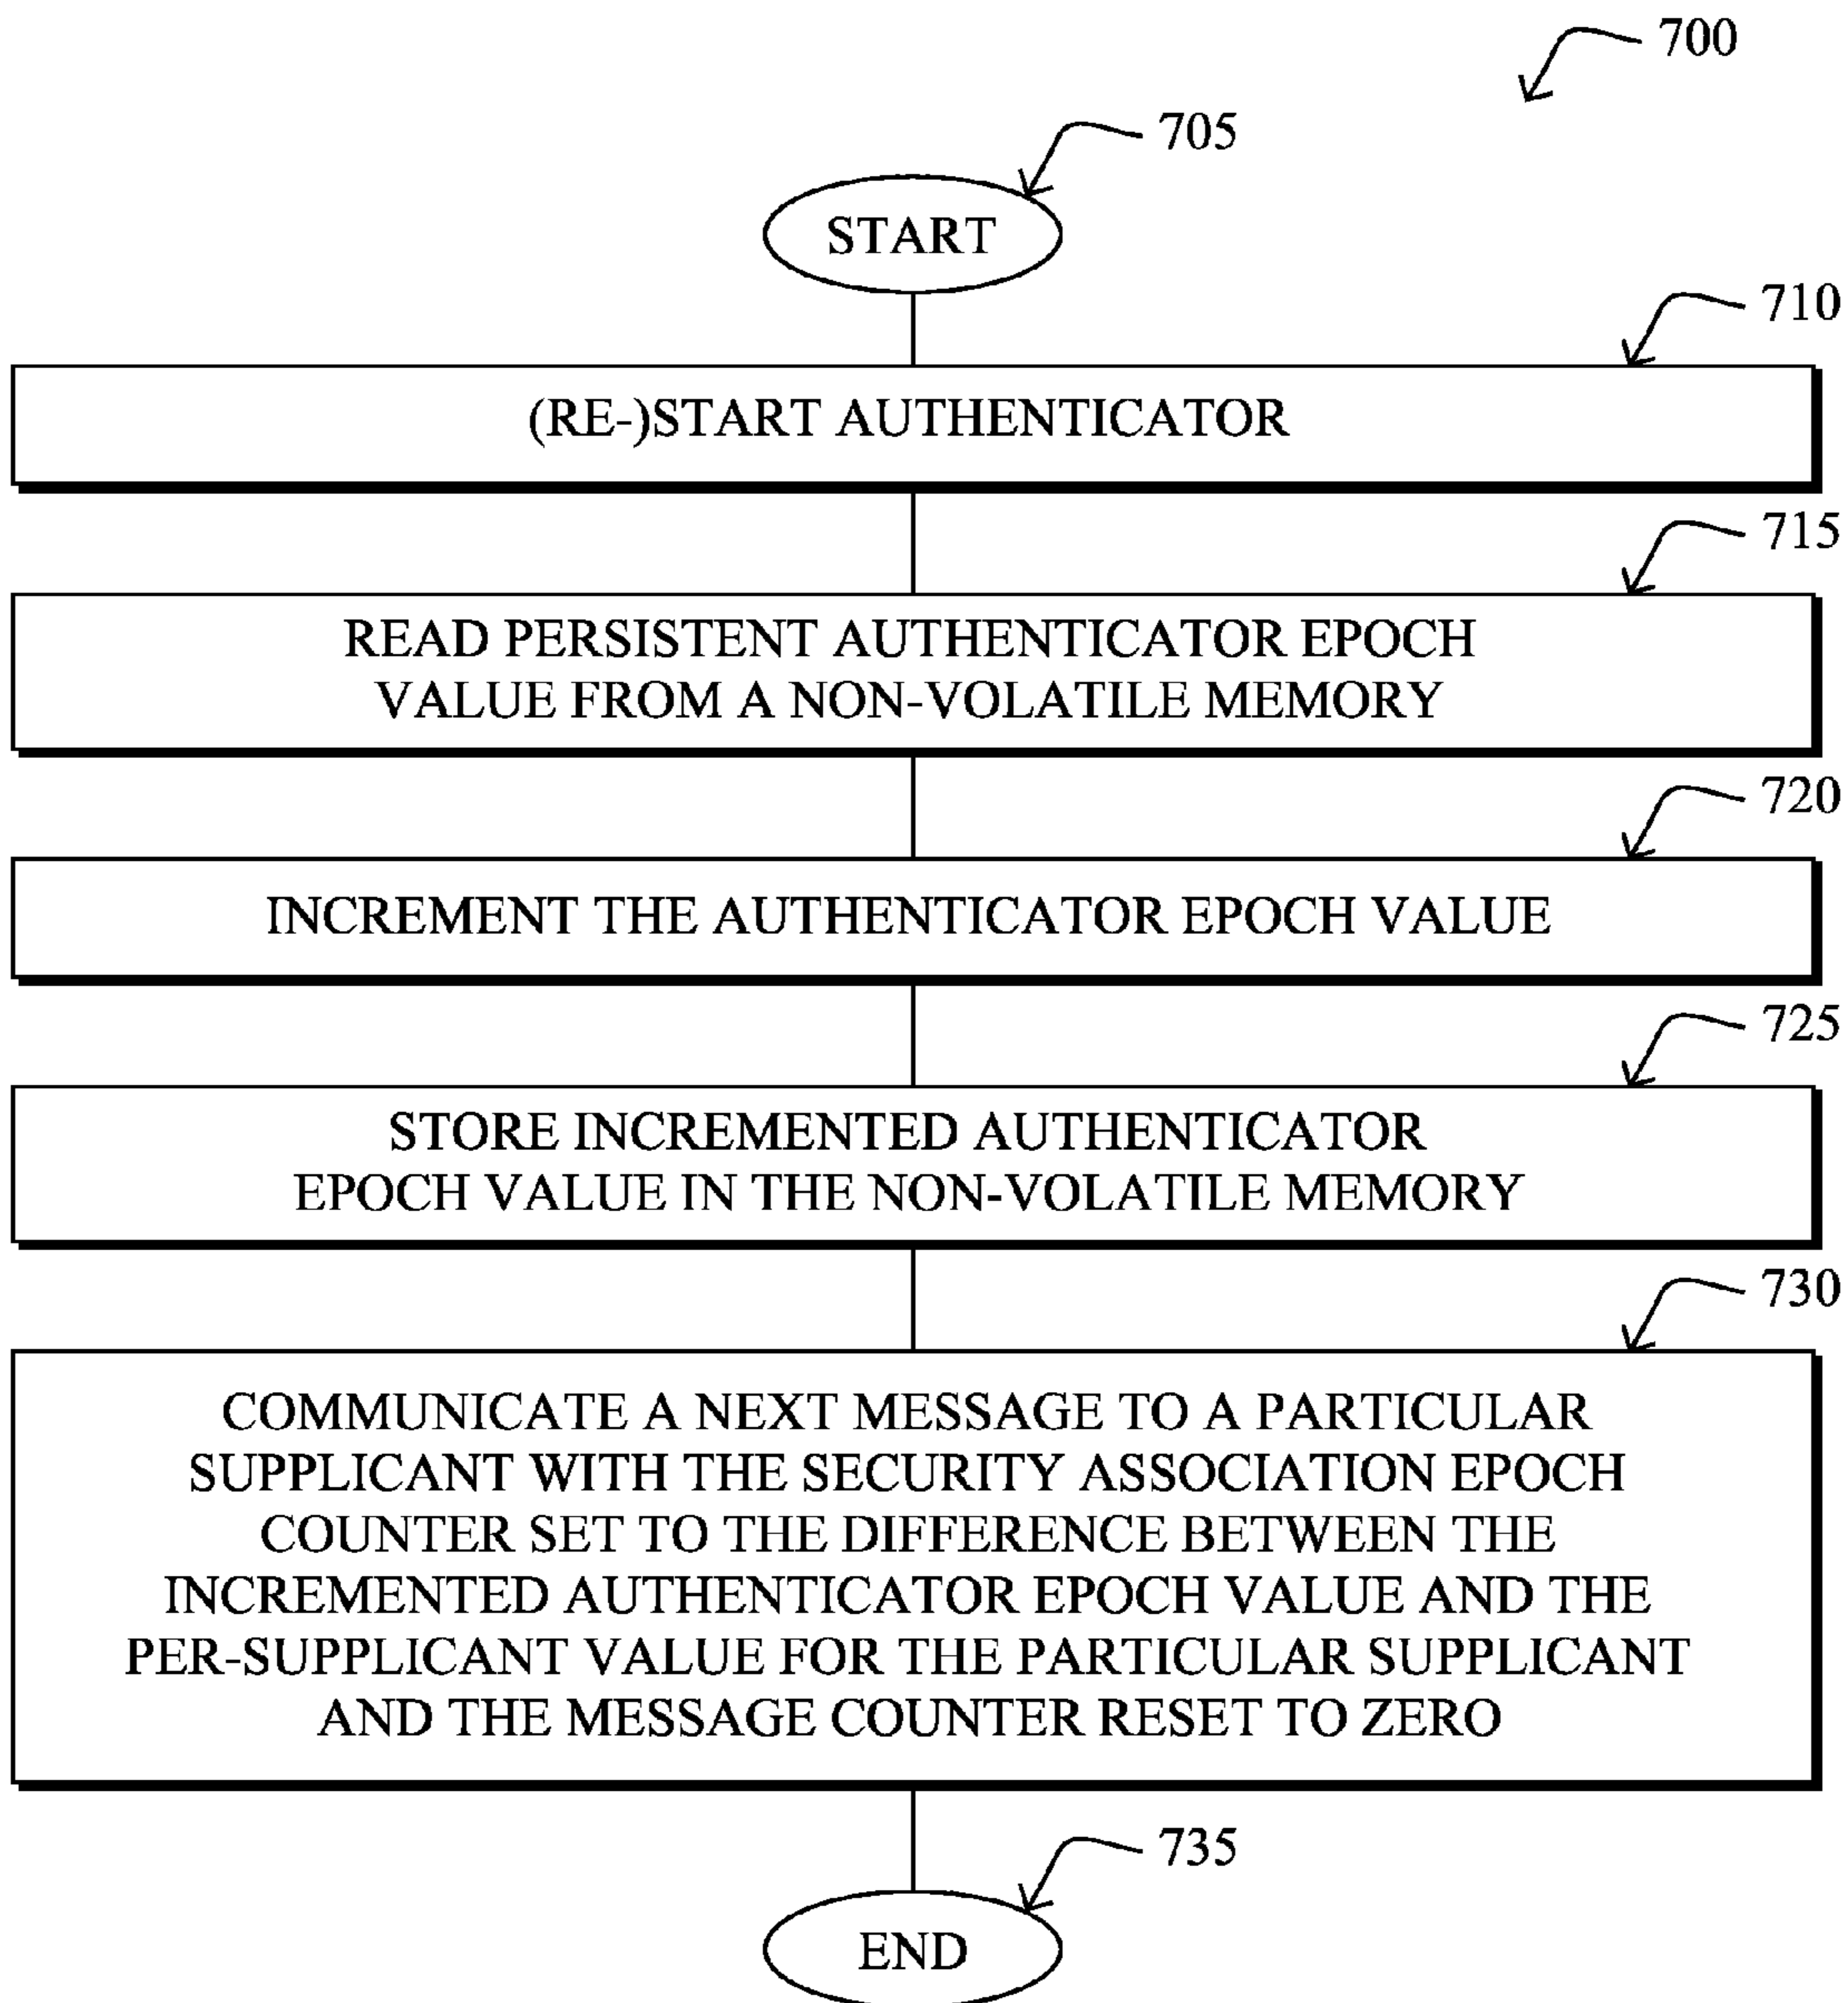 700
705
START
710
(RE-)START AUTHENTICATOR
715
READ PERSISTENT AUTHENTICATOR EPOCH
VALUE FROM A NON-VOLATILE MEMORY
720
INCREMENT THE AUTHENTICATOR EPOCH VALUE
725
STORE INCREMENTED AUTHENTICATOR
EPOCH VALUE IN THE NON-VOLATILE MEMORY
730
COMMUNICATE A NEXT MESSAGE TO A PARTICULAR
SUPPLICANT WITH THE SECURITY ASSOCIATION EPOCH
COUNTER SET TO THE DIFFERENCE BETWEEN THE
INCREMENTED AUTHENTICATOR EPOCH VALUE AND THE
PER-SUPPLICANT VALUE FOR THE PARTICULAR SUPPLICANT
AND THE MESSAGE COUNTER RESET TO ZERO
735
END